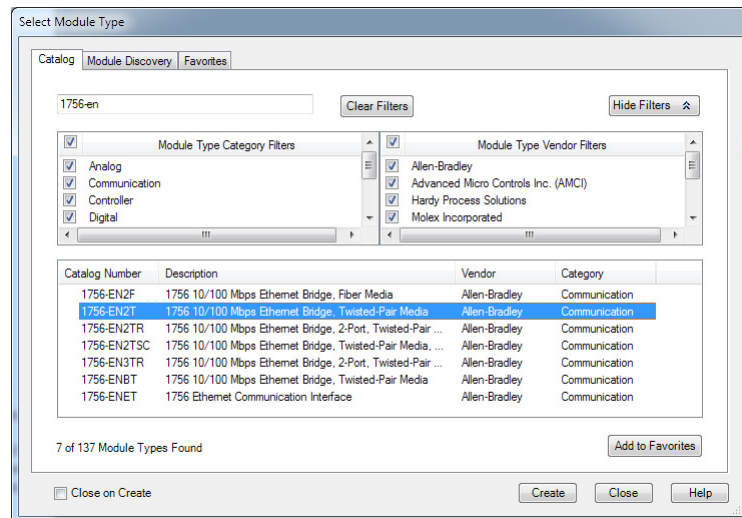 Select Module Type
Catalog Module Discovery Favorites
1756-en Clear Filters Hide Filters
Module Type Category Filters Module Type Vendor Filters
Analog Allen-Bradley
Communication Advanced Micro Controls Inc. (AMCI)
Controller Hardy Process Solutions
Digital Molex Incorporated
Catalog Number Description Vendor Category
1756-EN2F 1756 10/100 Mbps Ethernet Bridge, Fiber Media Allen-Bradley Communication
1756-EN2T 1756 10/100 Mbps Ethernet Bridge, Twisted-Pair Media Allen-Bradley Communication
1756-EN2TR 1756 10/100 Mbps Ethernet Bridge, 2-Port, Twisted-Pair ... Allen-Bradley Communication
1756-EN2TSC 1756 10/100 Mbps Ethernet Bridge, Twisted-Pair Media, ... Allen-Bradley Communication
1756-EN3TR 1756 10/100 Mbps Ethernet Bridge, 2-Port, Twisted-Pair ... Allen-Bradley Communication
1756-ENBT 1756 10/100 Mbps Ethernet Bridge, Twisted-Pair Media Allen-Bradley Communication
1756-ENET 1756 Ethernet Communication Interface Allen-Bradley Communication
7 of 137 Module Types Found Add to Favorites
Close on Create Create Close Help